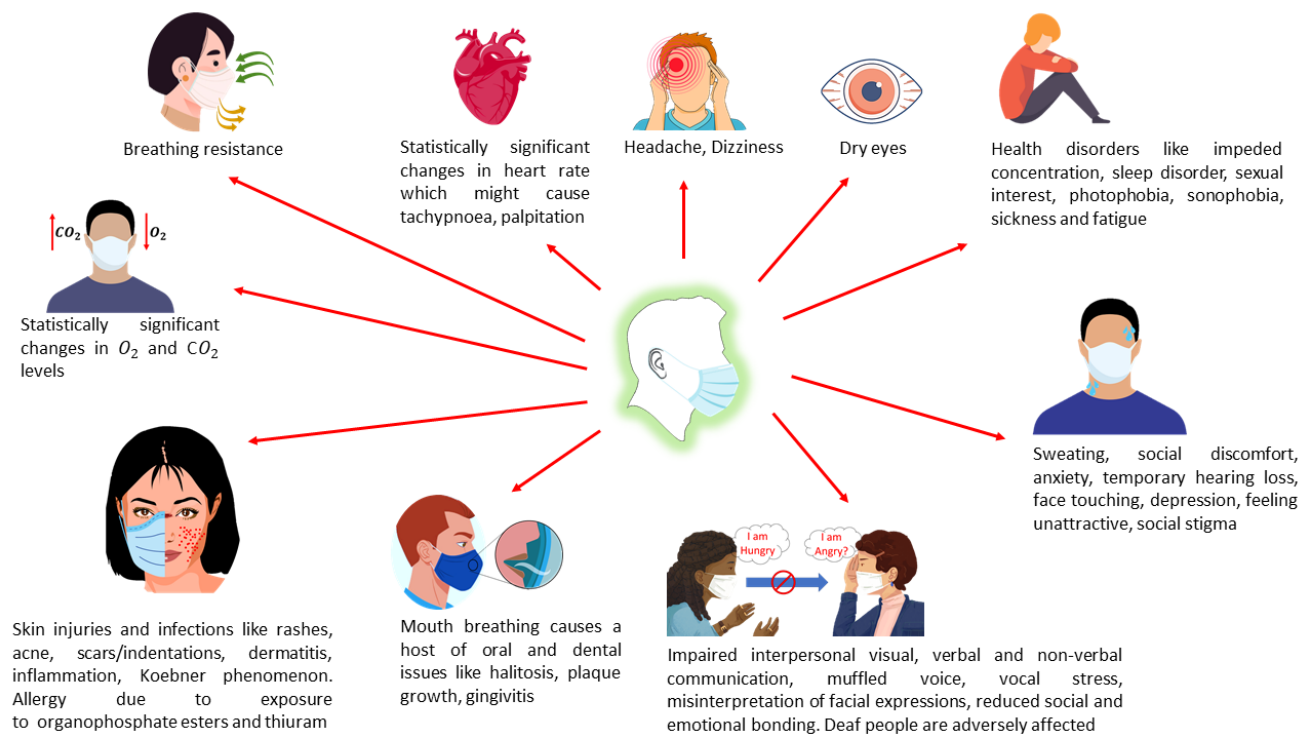 Breathing resistance
Statistically significant
changes in heart rate
which might cause
tachypnoea, palpitation
Headache, Dizziness
Dry eyes
Health disorders like impeded
concentration, sleep disorder, sexual
interest, photophobia, sonophobia,
sickness and fatigue
CO₂
O₂
Statistically significant
changes in O₂ and CO₂
levels
Sweating, social discomfort,
anxiety, temporary hearing loss,
face touching, depression, feeling
unattractive, social stigma
Skin injuries and infections like rashes,
acne, scars/indentations, dermatitis,
inflammation, Koebner phenomenon.
Allergy due to exposure
to organophosphate esters and thiuram
Mouth breathing causes a
host of oral and dental
issues like halitosis, plaque
growth, gingivitis
I am
Hungry
I am
Angry?
Impaired interpersonal visual, verbal and non-verbal
communication, muffled voice, vocal stress,
misinterpretation of facial expressions, reduced social and
emotional bonding. Deaf people are adversely affected